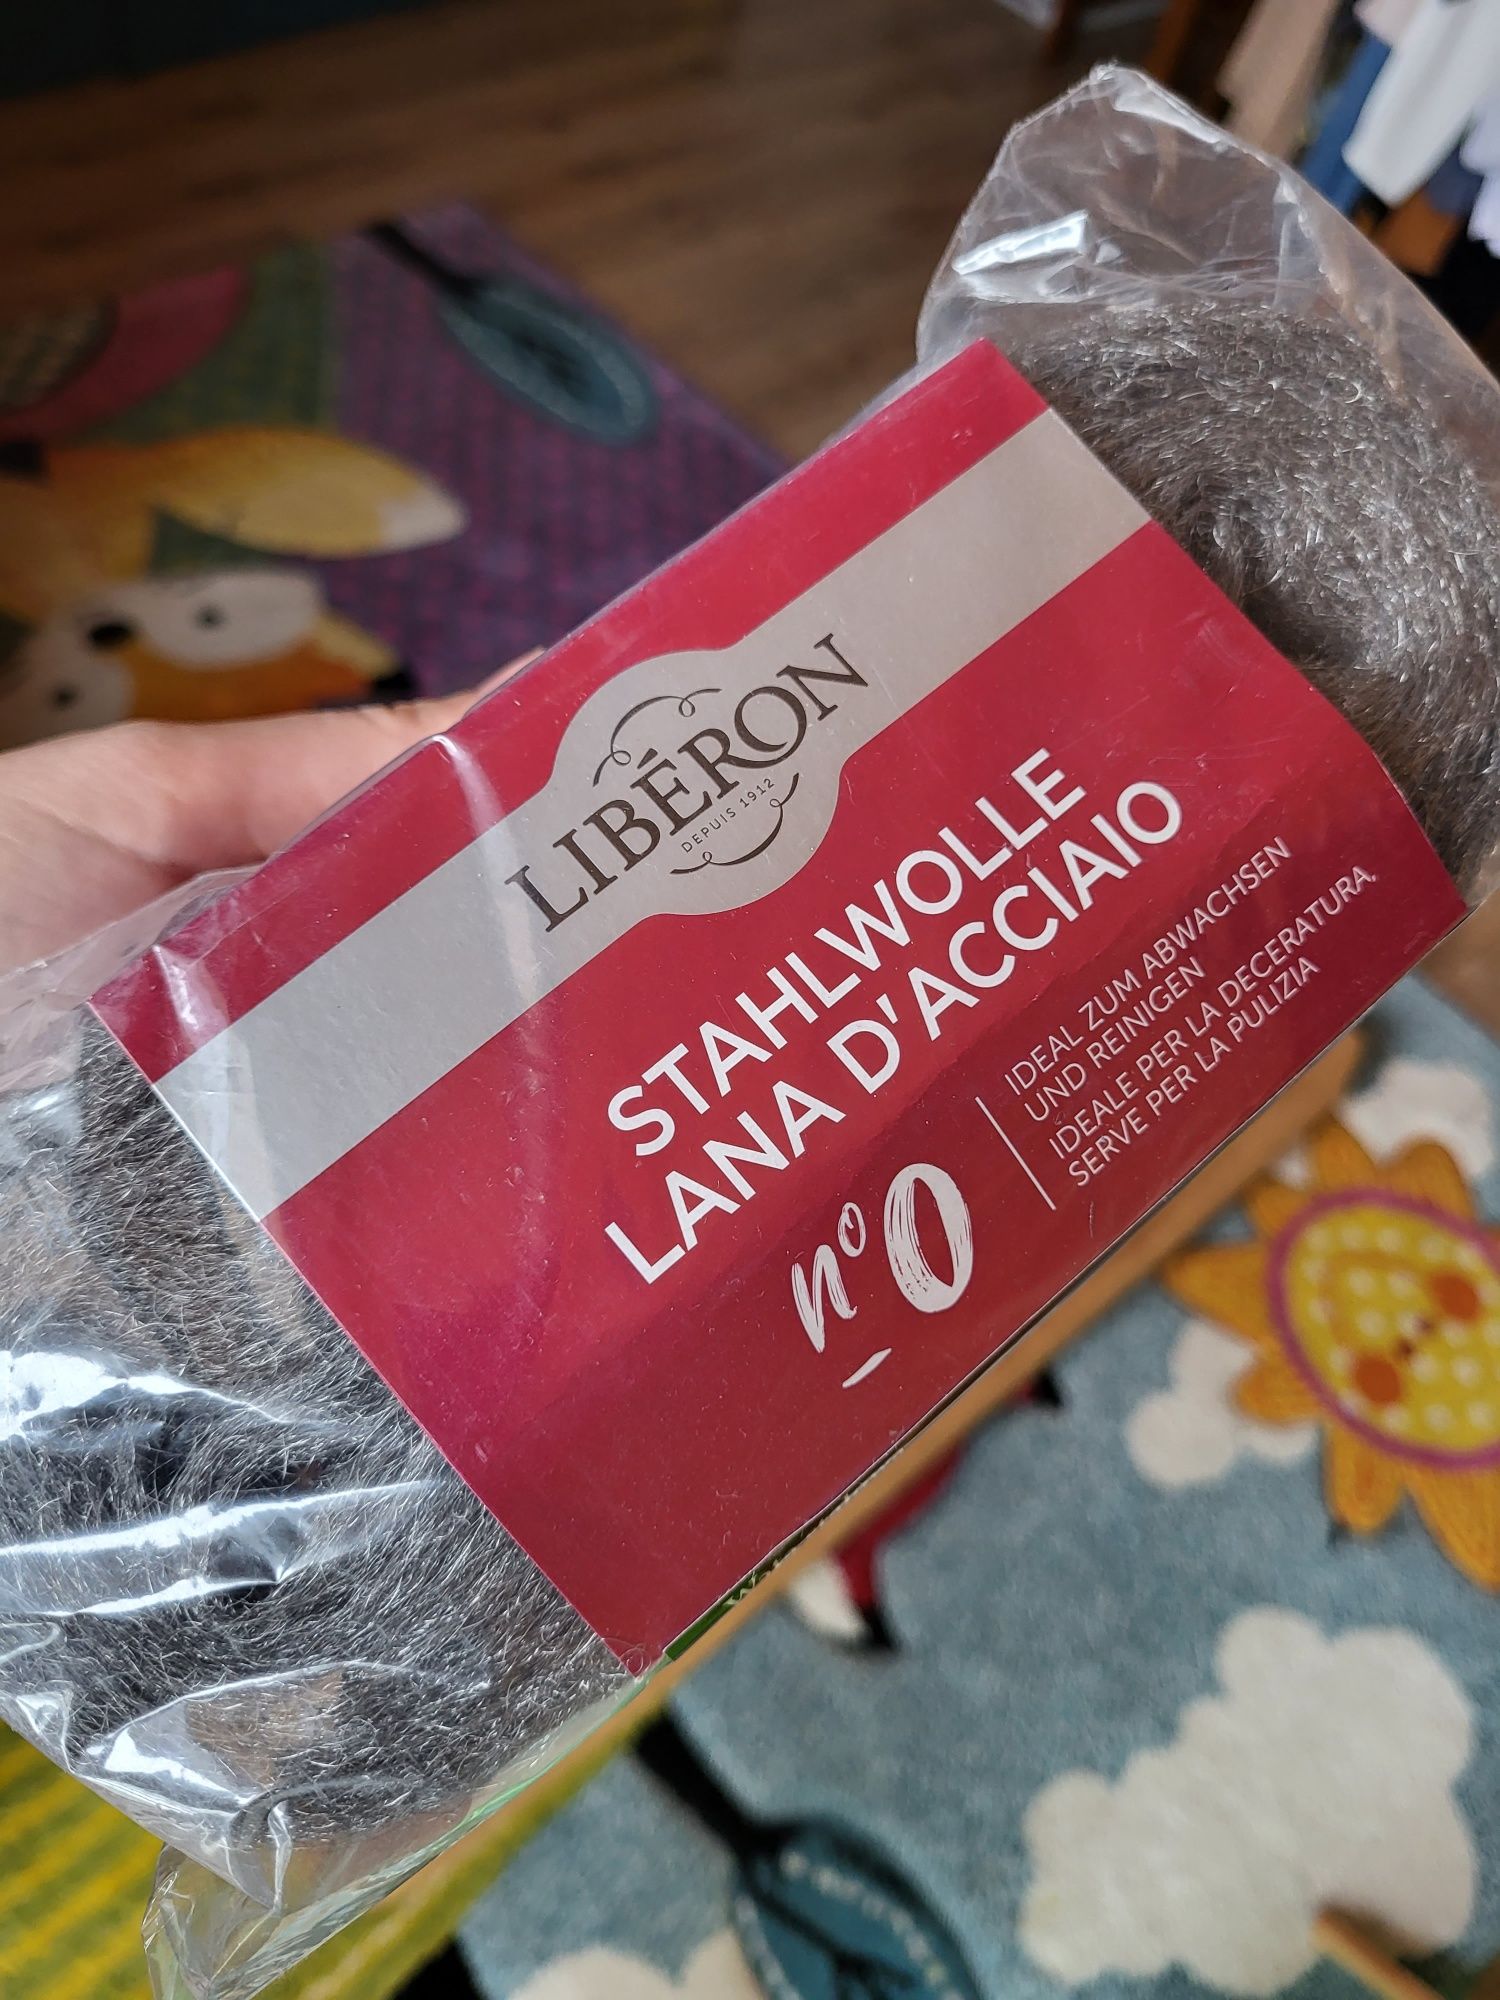 LIBÉRON
DEPUIS 1912
STAHLWOLLE
LANA D'ACCIAIO
nº0
IDEAL ZUM ABWACHSEN
UND REINIGEN
IDEALE PER LA DECERATURA,
SERVE PER LA PULIZIA